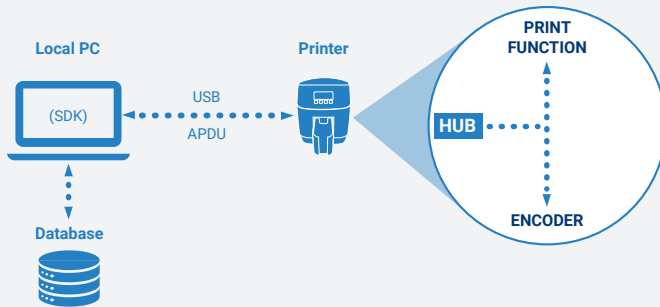 Local PC
(SDK)
USB
APDU
Printer
PRINT
FUNCTION
HUB
ENCODER
Database